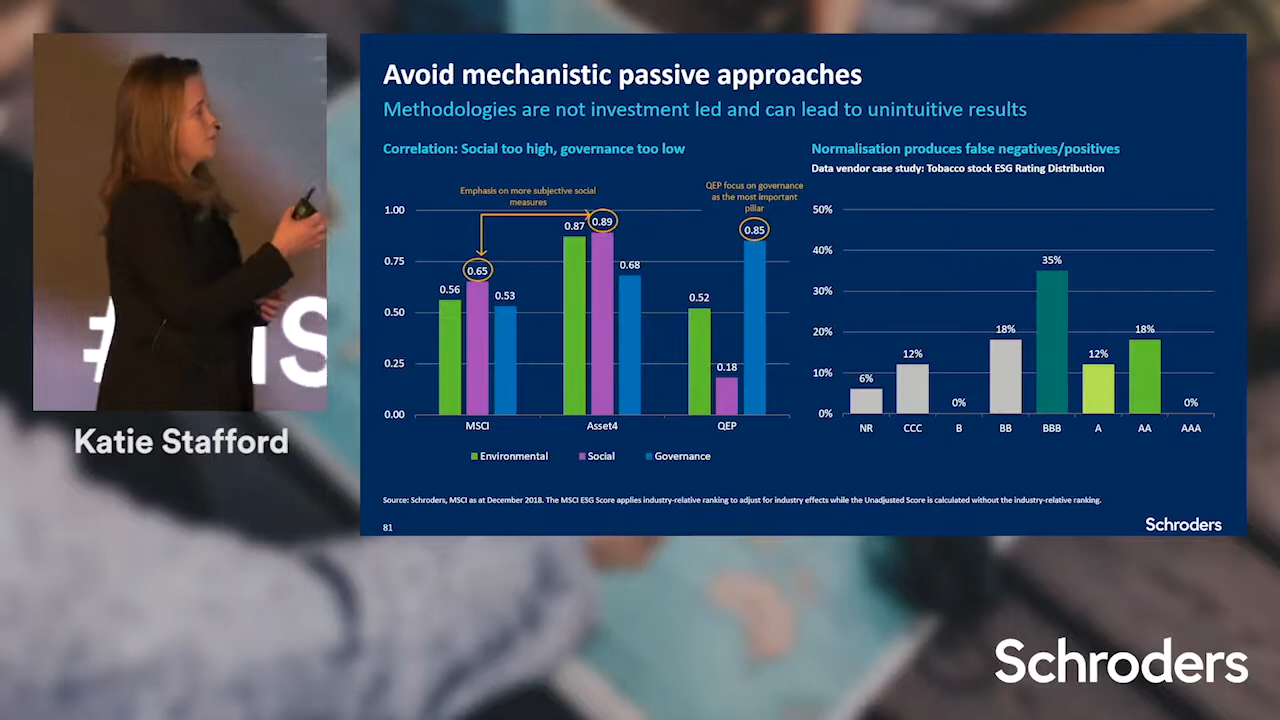 Avoid mechanistic passive approaches
Methodologies are not investment led and can lead to unintuitive results
Correlation: Social too high, governance too low
Emphasis on more subjective social
measures
QEP focus on governance
as the most important
pillar
1.00
0.75
0.50
0.25
0.00
0.56
0.65
0.53
0.87
0.89
0.68
0.52
0.18
0.85
MSCI
Asset4
QEP
Environmental
Social
Governance
Normalisation produces false negatives/positives
Data vendor case study: Tobacco stock ESG Rating Distribution
50%
40%
30%
20%
10%
0%
6%
12%
0%
18%
35%
12%
18%
0%
NR
CCC
B
BB
BBB
A
AA
AAA
Source: Schroders, MSCI as at December 2018. The MSCI ESG Score applies industry-relative ranking to adjust for industry effects while the Unadjusted Score is calculated without the industry-relative ranking.
81
Schroders
Katie Stafford
Schroders